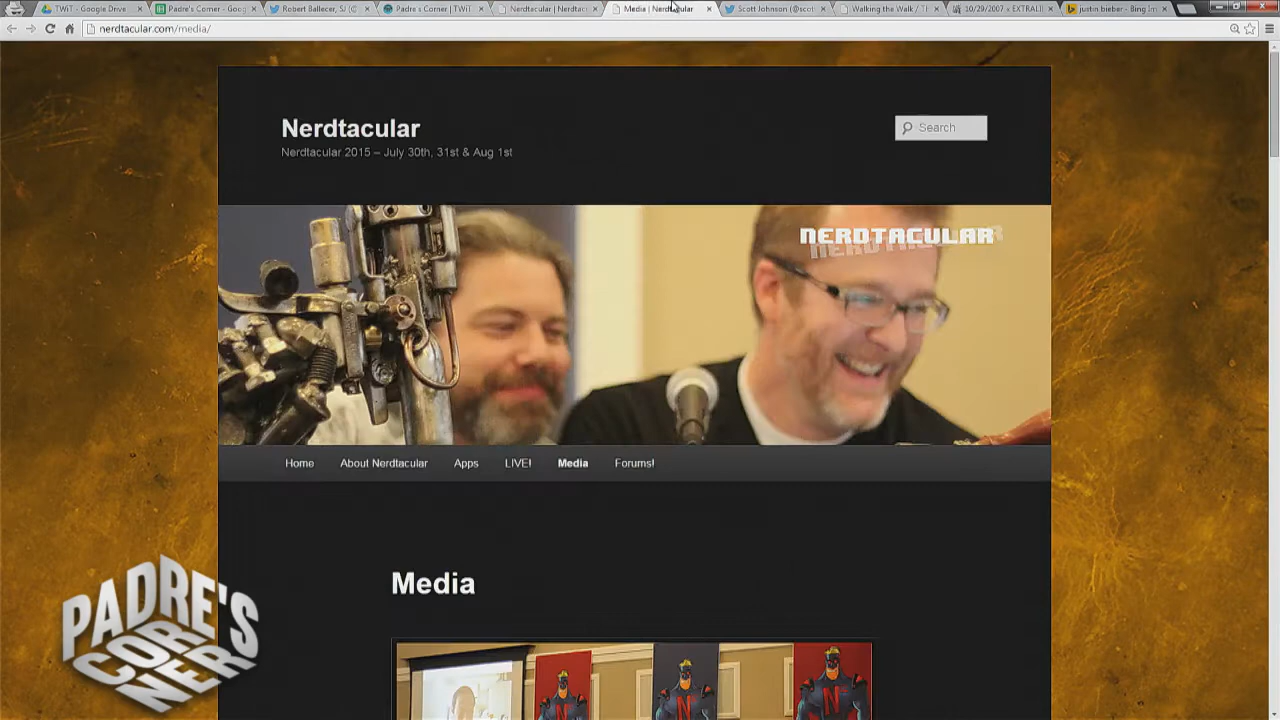 TWiT - Google Drive
Padre's Corner - Goog
Robert Ballecer, SJ (@
Padre's Corner | TWiT
Nerdtacular | Nerdtac
Media | Nerdtacular
Scott Johnson (@scott
Walking the Walk / Th
10/29/2007 « EXTRALI
justin bieber - Bing Im
nerdtacular.com/media/
Nerdtacular
Search
Nerdtacular 2015 – July 30th, 31st & Aug 1st
NERDTACULAR
Home About Nerdtacular Apps LIVE! Media Forums!
Media
PADRE'S
CORNER